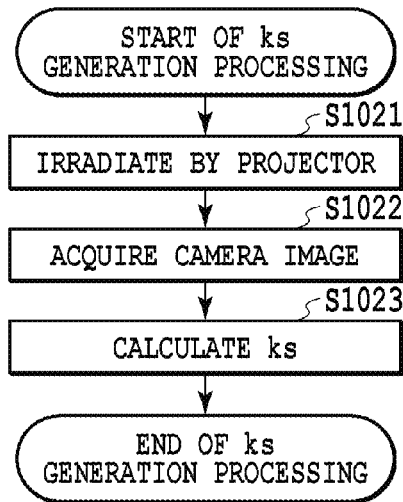 START OF ks
GENERATION PROCESSING
S1021
IRRADIATE BY PROJECTOR
S1022
ACQUIRE CAMERA IMAGE
S1023
CALCULATE ks
END OF ks
GENERATION PROCESSING